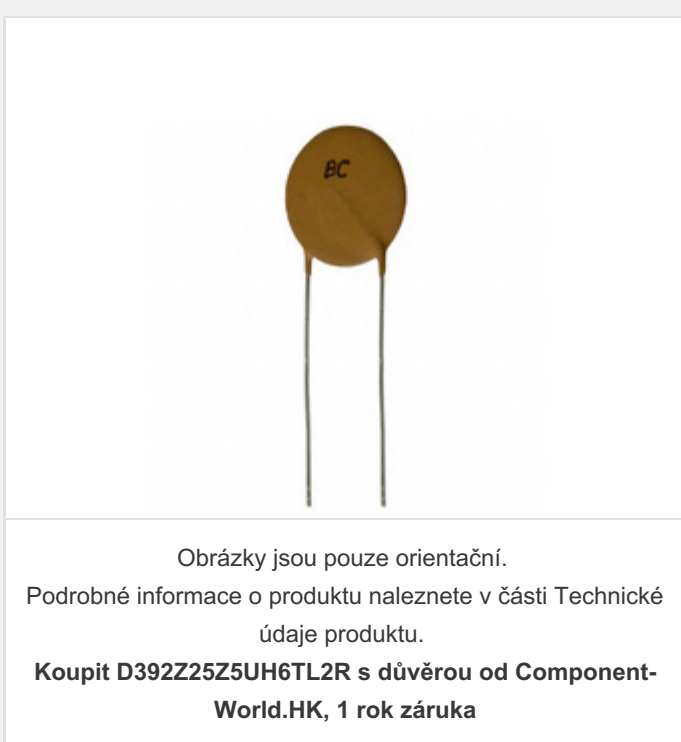 BC
Obrázky jsou pouze orientační.
Podrobné informace o produktu naleznete v části Technické
údaje produktu.
Koupit D392Z25Z5UH6TL2R s důvěrou od Component-
World.HK, 1 rok záruka